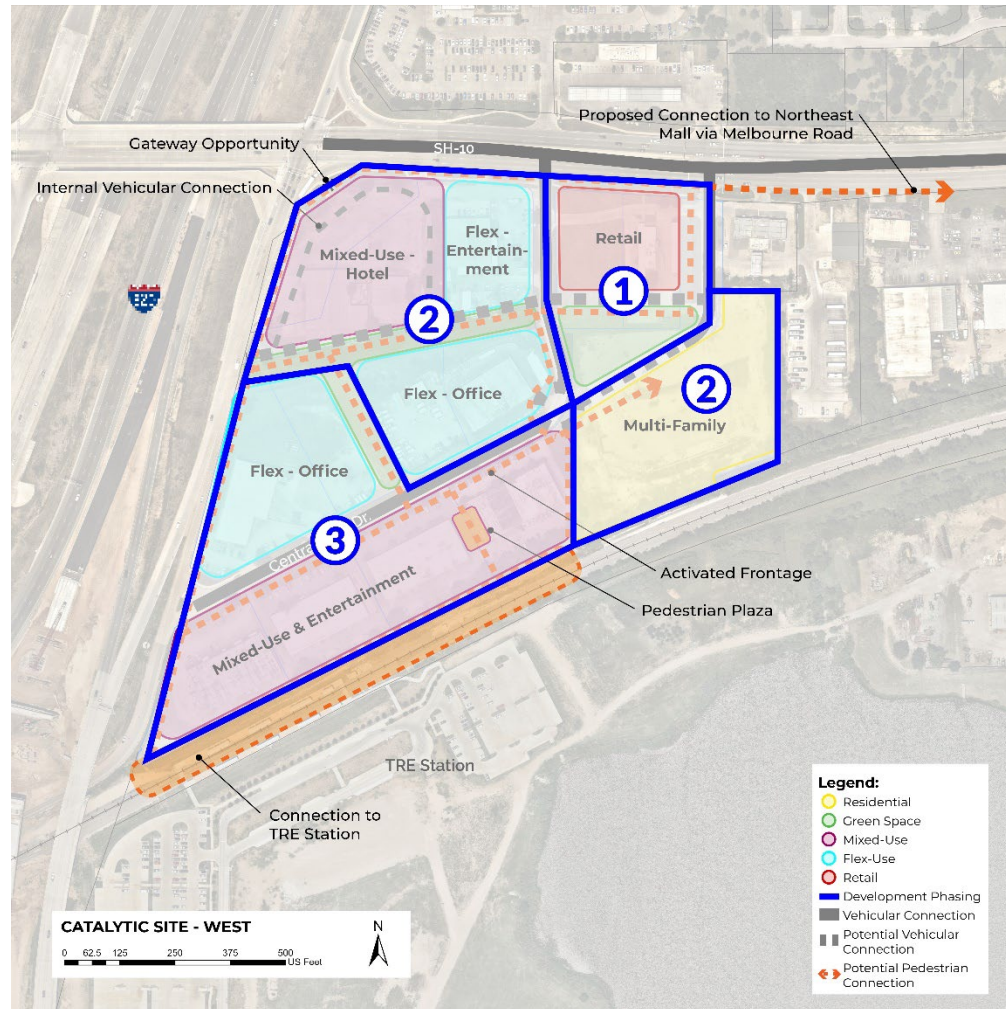 Proposed Connection to Northeast
Mall via Melbourne Road
Gateway Opportunity
SH-10
Internal Vehicular Connection
Mixed-Use -
Hotel
Flex -
Entertain-
ment
Retail
1
2
2
Flex - Office
Multi-Family
Flex - Office
3
Central
Dr.
Mixed-Use & Entertainment
Activated Frontage
Pedestrian Plaza
TRE Station
Connection to
TRE Station
Legend:
Residential
Green Space
Mixed-Use
Flex-Use
Retail
Development Phasing
Vehicular Connection
Potential Vehicular
Connection
Potential Pedestrian
Connection
CATALYTIC SITE - WEST
N
0 62.5 125 250 375 500
US Feet